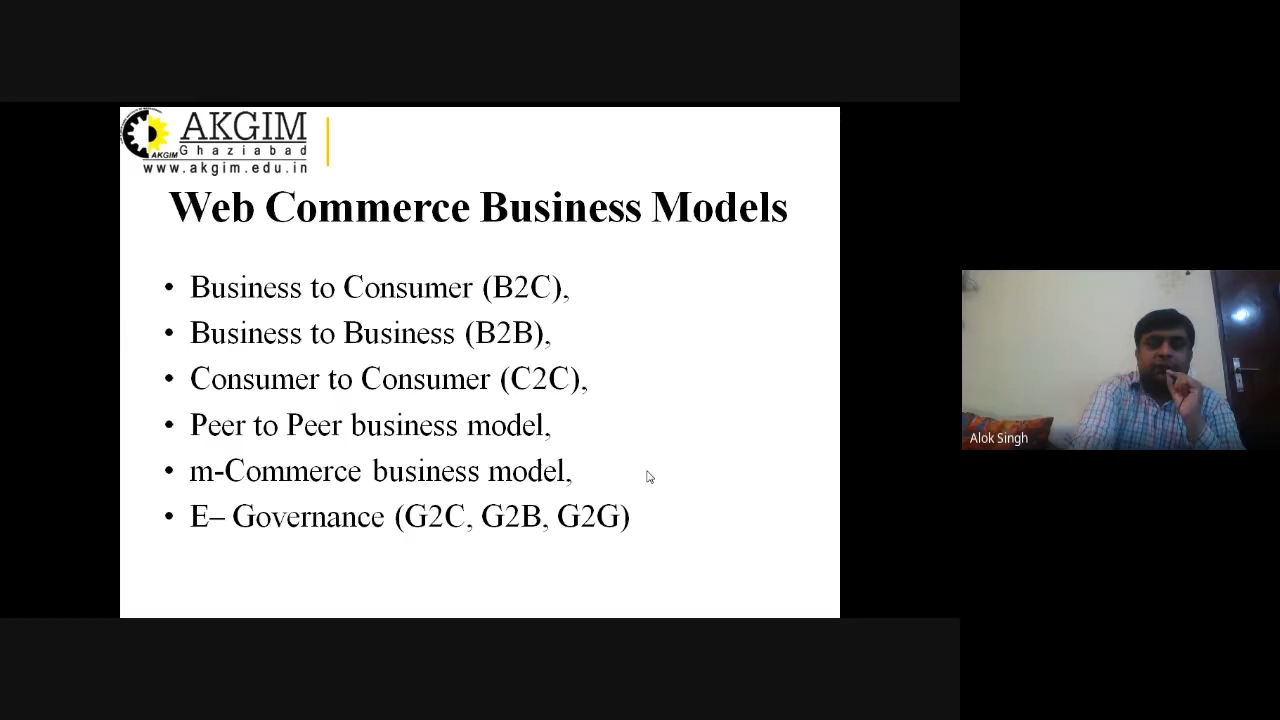 AKGIM
Ghaziabad
AKGIM
www.akgim.edu.in
Web Commerce Business Models
• Business to Consumer (B2C),
• Business to Business (B2B),
• Consumer to Consumer (C2C),
• Peer to Peer business model,
• m-Commerce business model,
• E– Governance (G2C, G2B, G2G)
Alok Singh